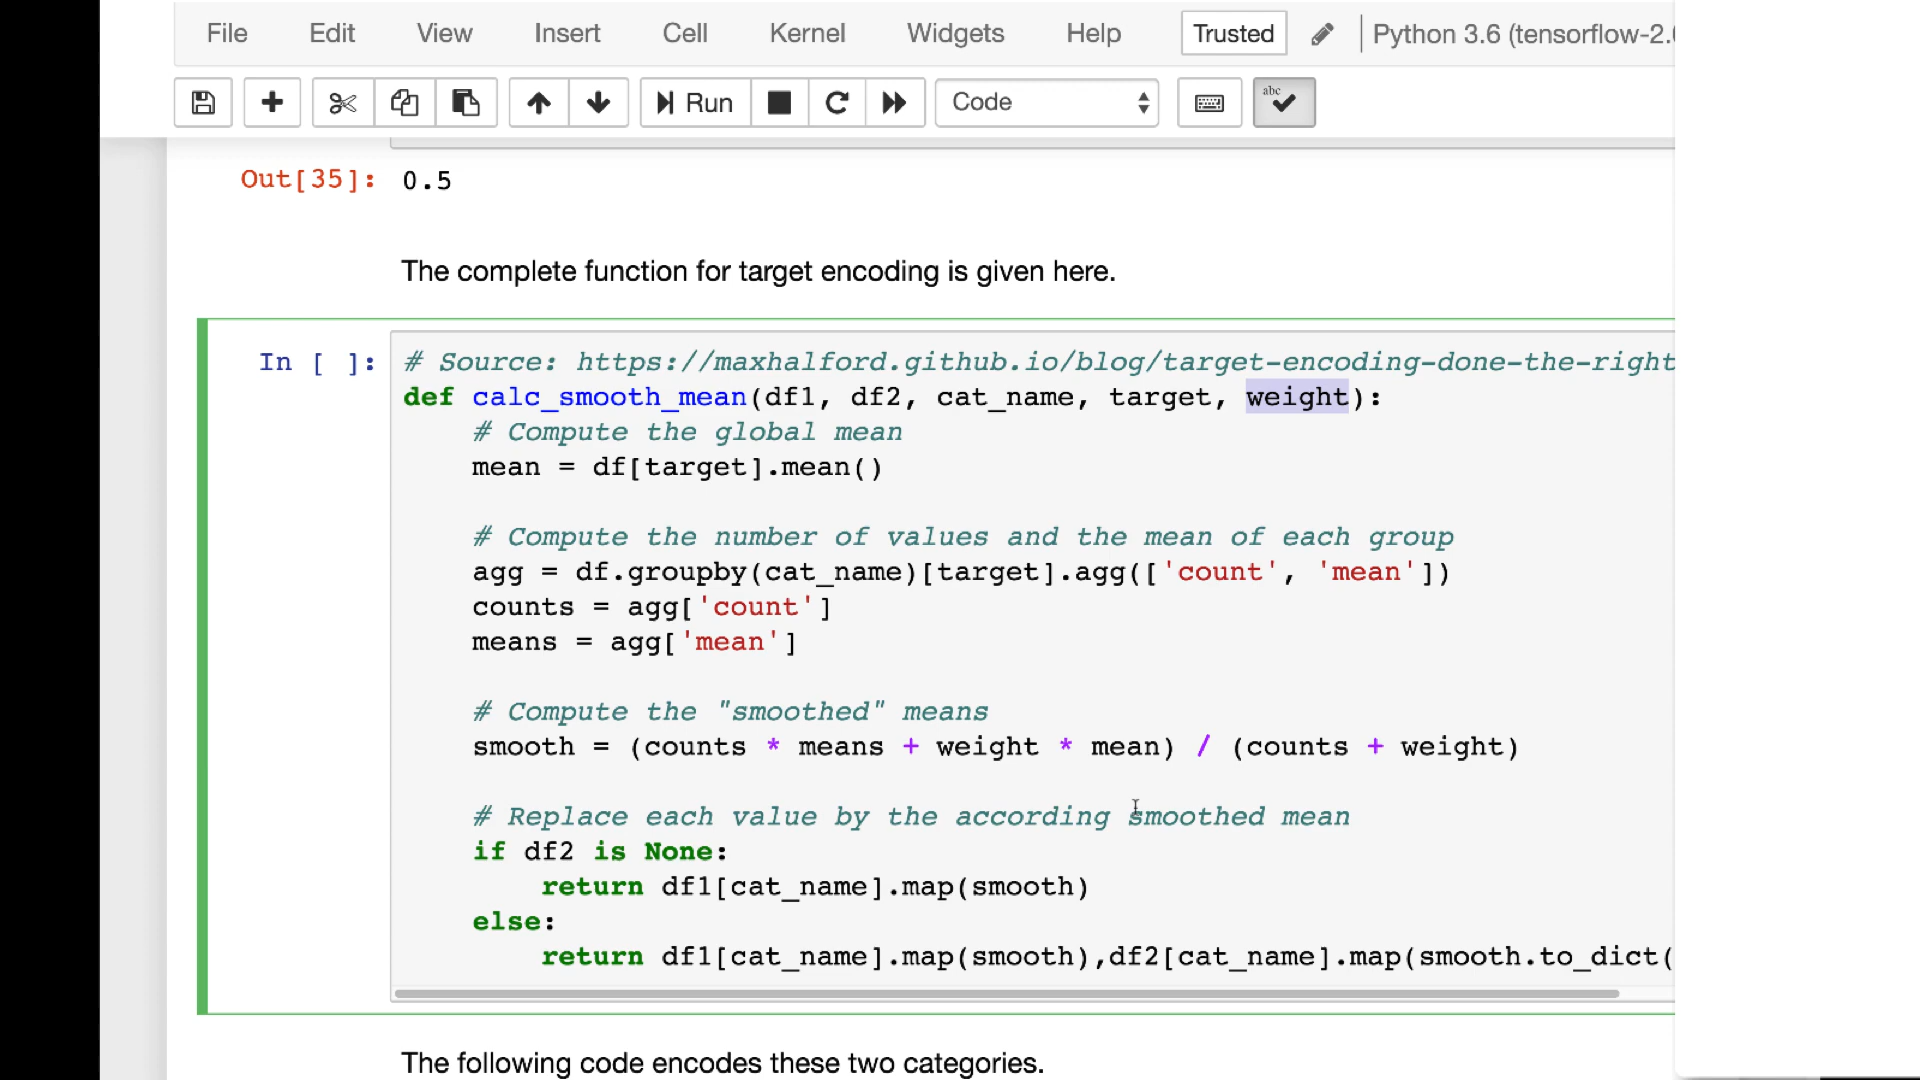 File Edit View Insert Cell Kernel Widgets Help Trusted Python 3.6 (tensorflow-2.
Run Code abc
Out[35]: 0.5
The complete function for target encoding is given here.
In [ ]: # Source: https://maxhalford.github.io/blog/target-encoding-done-the-right
def calc_smooth_mean(df1, df2, cat_name, target, weight):
# Compute the global mean
mean = df[target].mean()
# Compute the number of values and the mean of each group
agg = df.groupby(cat_name)[target].agg(['count', 'mean'])
counts = agg['count']
means = agg['mean']
# Compute the "smoothed" means
smooth = (counts * means + weight * mean) / (counts + weight)
# Replace each value by the according smoothed mean
if df2 is None:
return df1[cat_name].map(smooth)
else:
return df1[cat_name].map(smooth),df2[cat_name].map(smooth.to_dict(
The following code encodes these two categories.